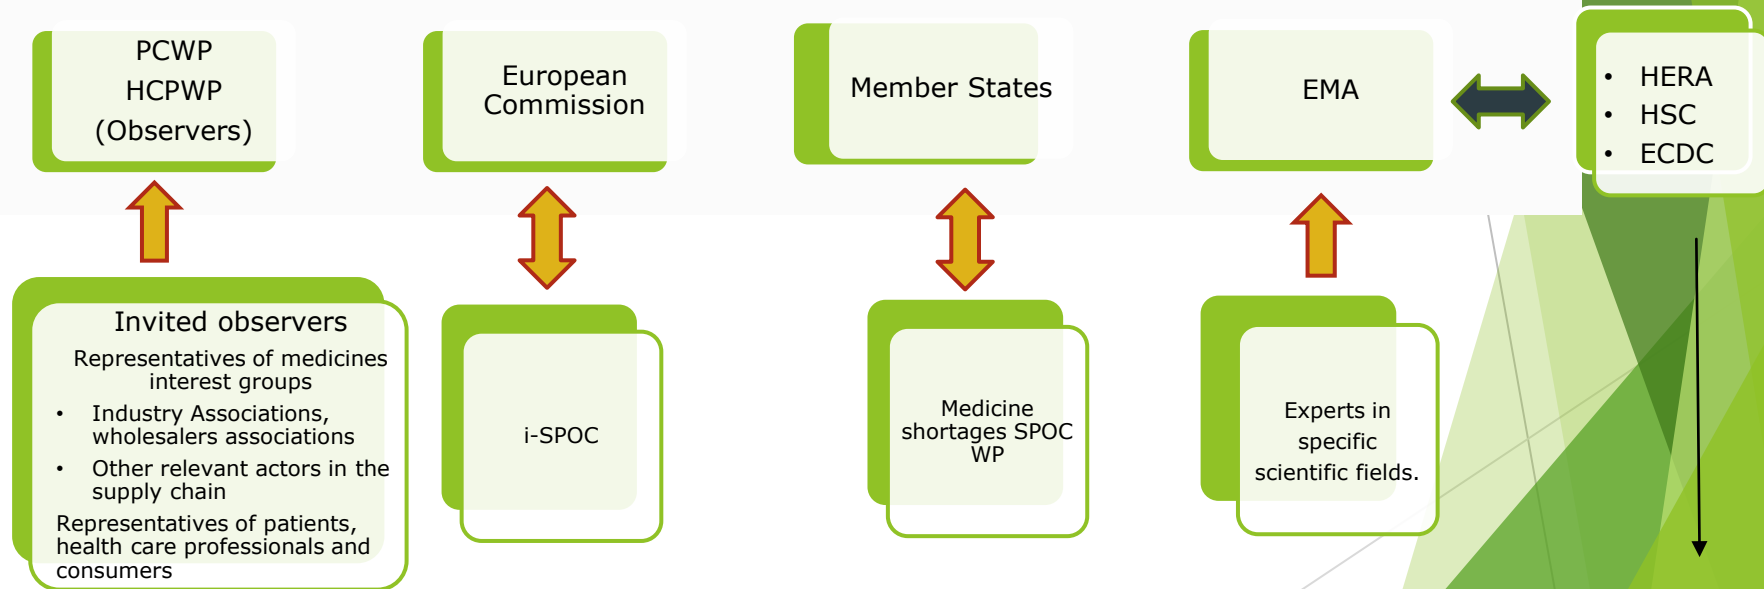 PCWP
HCPWP
(Observers)
European
Commission
Member States
EMA
• HERA
• HSC
• ECDC
Invited observers
Representatives of medicines
interest groups
• Industry Associations,
wholesalers associations
• Other relevant actors in the
supply chain
Representatives of patients,
health care professionals and
consumers
i-SPOC
Medicine
shortages SPOC
WP
Experts in
specific
scientific fields.